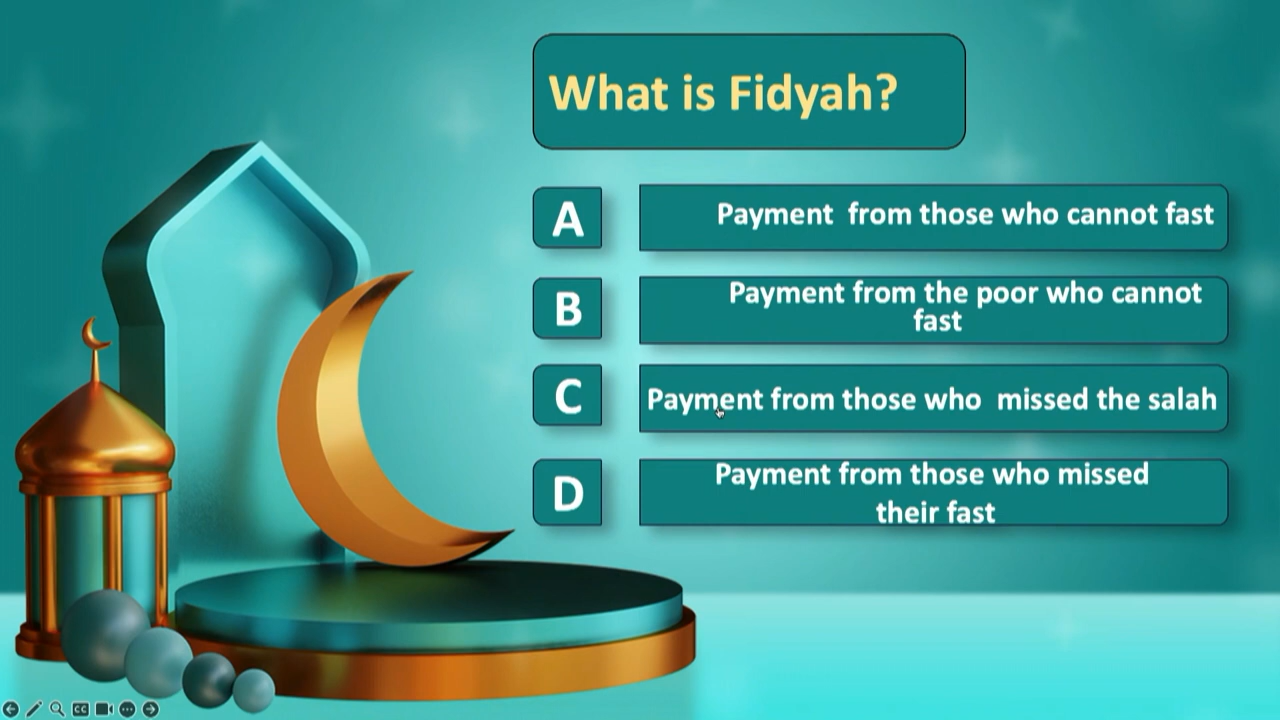 What is Fidyah?
A
Payment from those who cannot fast
B
Payment from the poor who cannot
fast
C
Payment from those who missed the salah
D
Payment from those who missed
their fast
CC